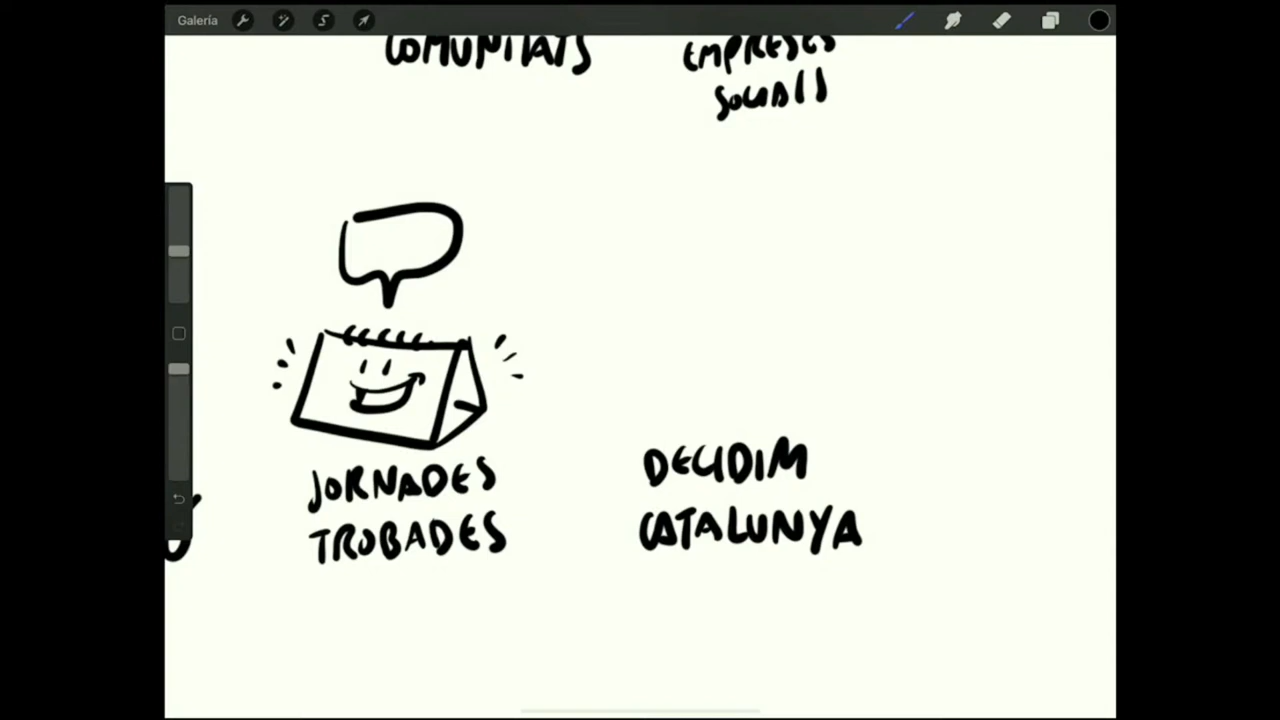 Galería
COMUNITATS
EMPRESES
SOCIALS
JORNADES
TROBADES
DECIDIM
CATALUNYA